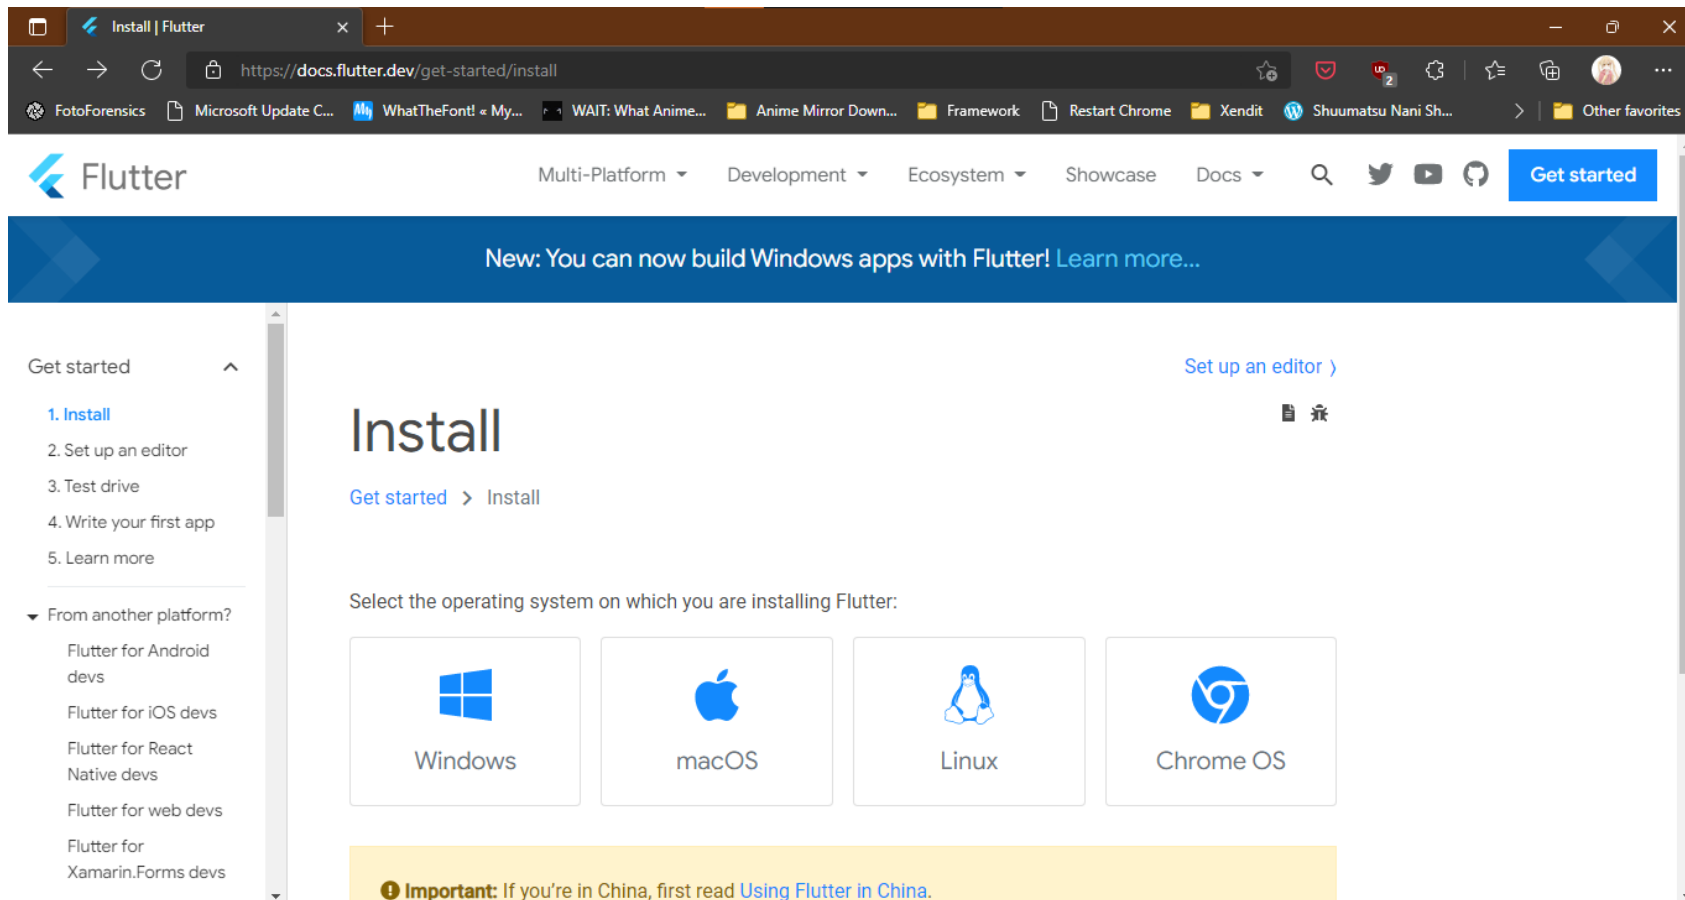 Install | Flutter
https://docs.flutter.dev/get-started/install
2
FotoForensics Microsoft Update C... WhatTheFont! « My... WAIT: What Anime... Anime Mirror Down... Framework Restart Chrome Xendit Shuumatsu Nani Sh... Other favorites
Flutter Multi-Platform Development Ecosystem Showcase Docs Get started
New: You can now build Windows apps with Flutter! Learn more...
Get started
1. Install
2. Set up an editor
3. Test drive
4. Write your first app
5. Learn more
From another platform?
Flutter for Android
devs
Flutter for iOS devs
Flutter for React
Native devs
Flutter for web devs
Flutter for
Xamarin.Forms devs
Set up an editor
Install
Get started Install
Select the operating system on which you are installing Flutter:
Windows
macOS
Linux
Chrome OS
Important: If you're in China, first read Using Flutter in China.